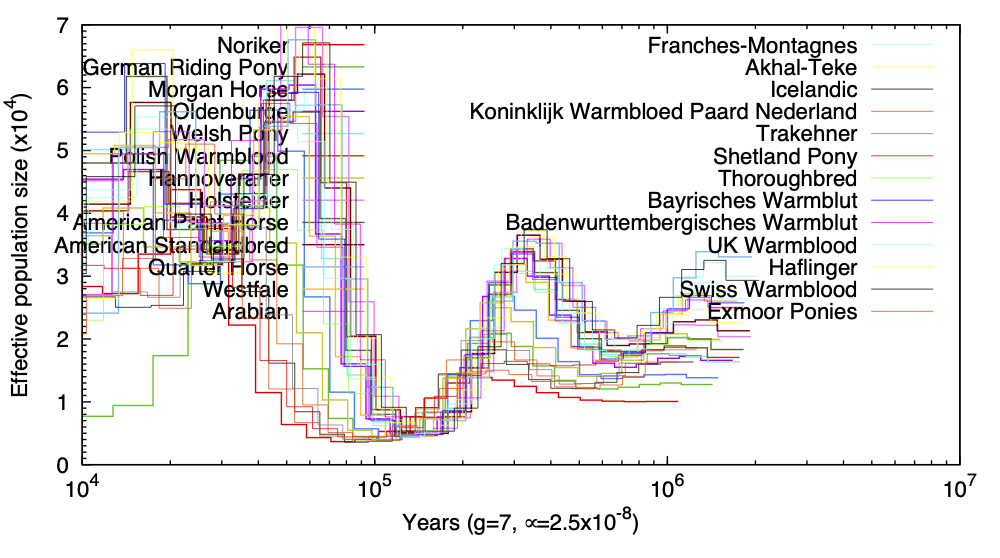 Effective population size (x10⁴)
7
6
5
4
3
2
1
0
Noriker
German Riding Pony
Morgan Horse
Oldenburge
Welsh Pony
Polish Warmblood
Hannoveraner
Holsteiner
American Paint Horse
American Standardbred
Quarter Horse
Westfale
Arabian
Franches-Montagnes
Akhal-Teke
Icelandic
Koninklijk Warmbloed Paard Nederland
Trakehner
Shetland Pony
Thoroughbred
Bayrisches Warmblut
Badenwurttembergisches Warmblut
UK Warmblood
Haflinger
Swiss Warmblood
Exmoor Ponies
10⁴ 10⁵ 10⁶ 10⁷
Years (g=7, ∝=2.5x10⁻⁸)